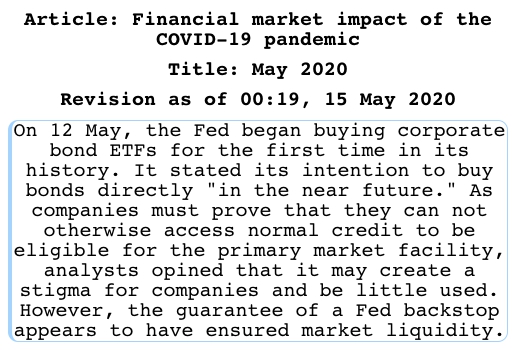 Article: Financial market impact of the
COVID-19 pandemic
Title: May 2020
Revision as of 00:19, 15 May 2020
On 12 May, the Fed began buying corporate
bond ETFs for the first time in its
history. It stated its intention to buy
bonds directly "in the near future." As
companies must prove that they can not
otherwise access normal credit to be
eligible for the primary market facility,
analysts opined that it may create a
stigma for companies and be little used.
However, the guarantee of a Fed backstop
appears to have ensured market liquidity.